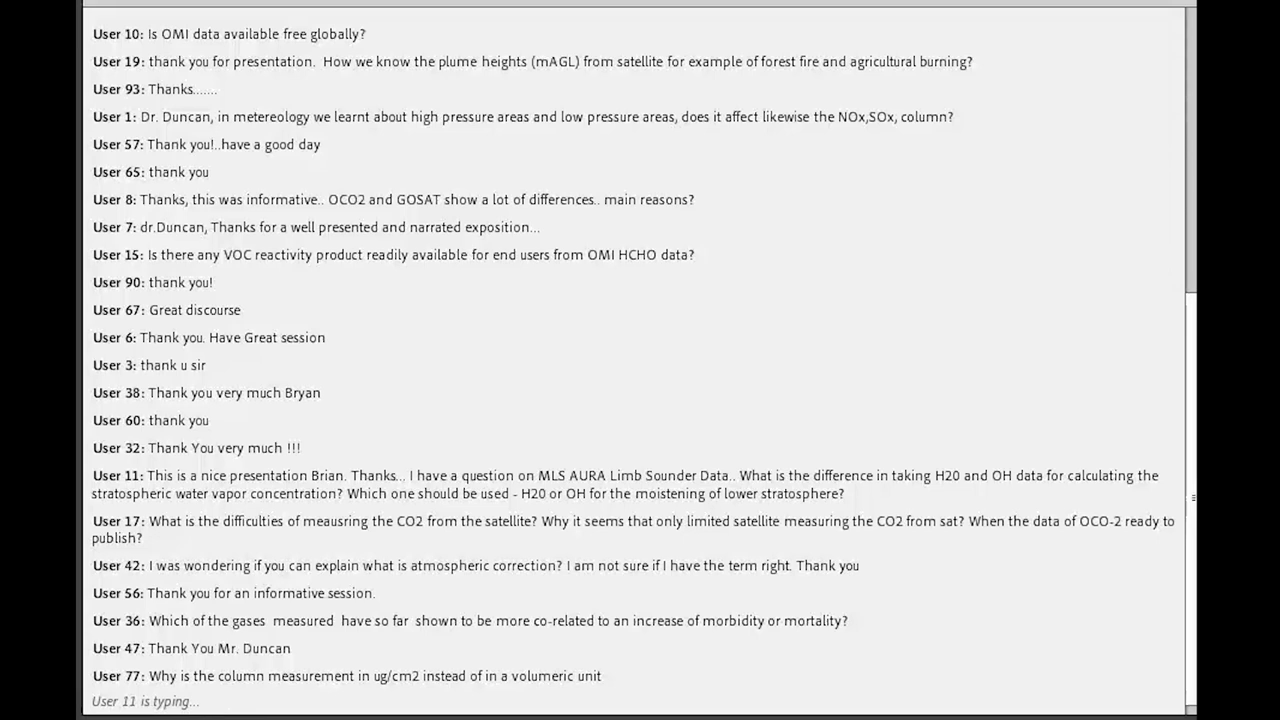 User 10: Is OMI data available free globally?
User 19: thank you for presentation.  How we know the plume heights (mAGL) from satellite for example of forest fire and agricultural burning?
User 93: Thanks.......
User 1: Dr. Duncan, in metereology we learnt about high pressure areas and low pressure areas, does it affect likewise the NOx,SOx, column?
User 57: Thank you!..have a good day
User 65: thank you
User 8: Thanks, this was informative.. OCO2 and GOSAT show a lot of differences.. main reasons?
User 7: dr.Duncan, Thanks for a well presented and narrated exposition...
User 15: Is there any VOC reactivity product readily available for end users from OMI HCHO data?
User 90: thank you!
User 67: Great discourse
User 6: Thank you. Have Great session
User 3: thank u sir
User 38: Thank you very much Bryan
User 60: thank you
User 32: Thank You very much !!!
User 11: This is a nice presentation Brian. Thanks... I have a question on MLS AURA Limb Sounder Data.. What is the difference in taking H20 and OH data for calculating the
stratospheric water vapor concentration? Which one should be used - H20 or OH for the moistening of lower stratosphere?
User 17: What is the difficulties of meausring the CO2 from the satellite? Why it seems that only limited satellite measuring the CO2 from sat? When the data of OCO-2 ready to
publish?
User 42: I was wondering if you can explain what is atmospheric correction? I am not sure if I have the term right. Thank you
User 56: Thank you for an informative session.
User 36: Which of the gases  measured  have so far  shown to be more co-related to an increase of morbidity or mortality?
User 47: Thank You Mr. Duncan
User 77: Why is the column measurement in ug/cm2 instead of in a volumeric unit
User 11 is typing...